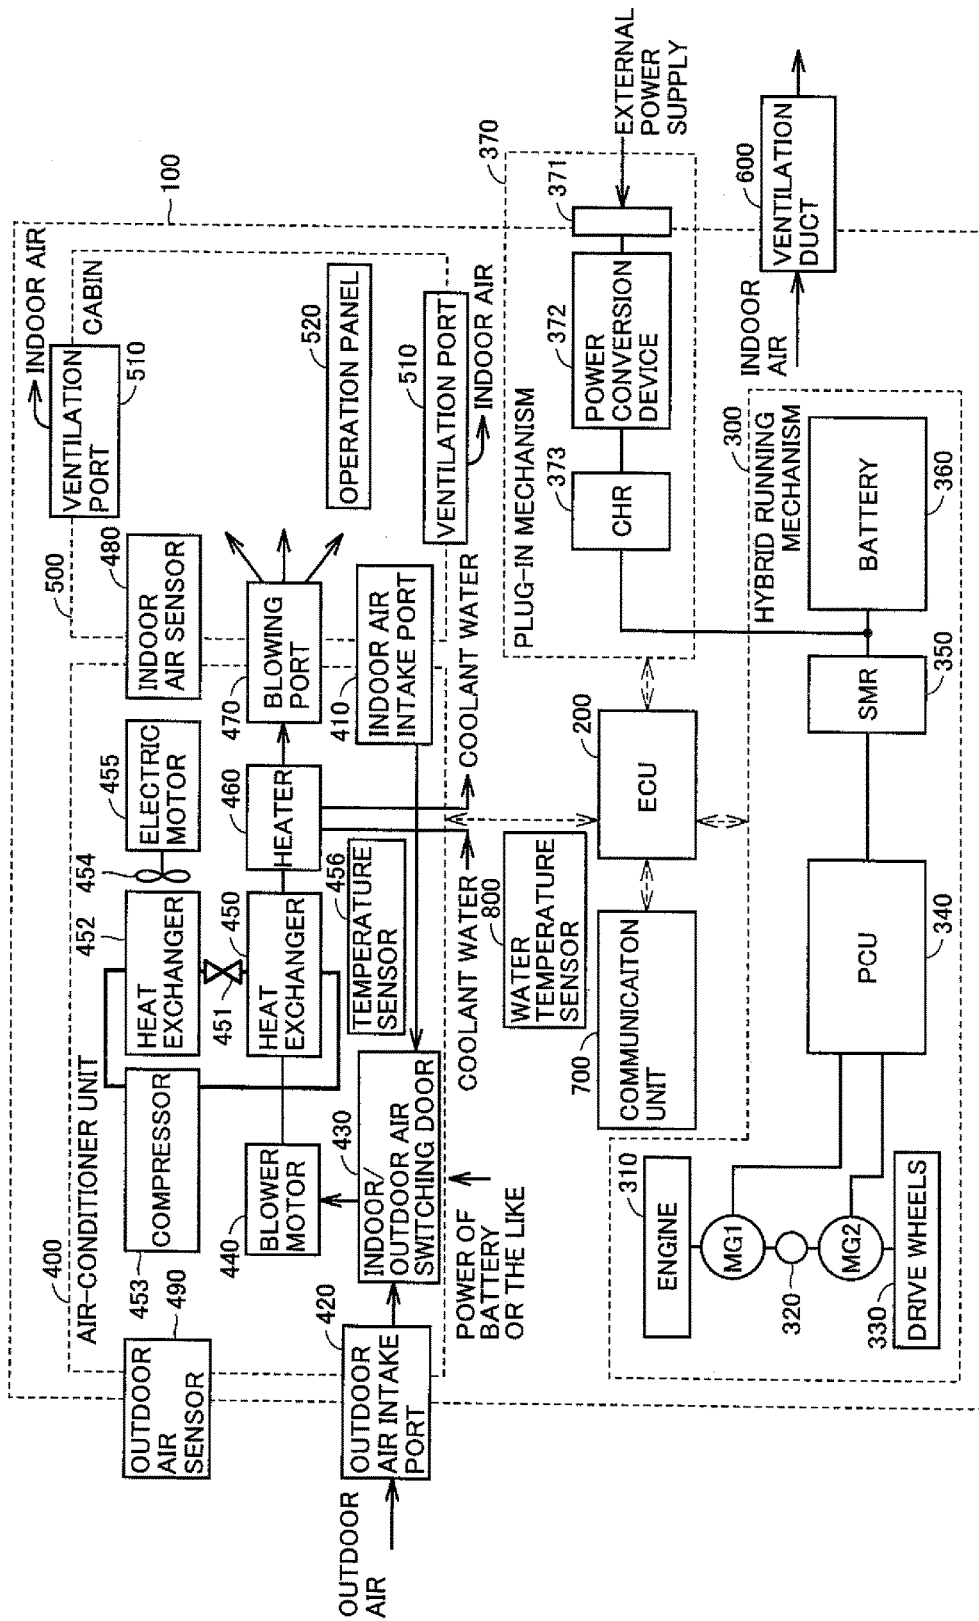 100
400
AIR-CONDITIONER UNIT
490
OUTDOOR
AIR
SENSOR
453
COMPRESSOR
452
HEAT
EXCHANGER
454
455
ELECTRIC
MOTOR
480
INDOOR
AIR SENSOR
500
VENTILATION
PORT
510
INDOOR AIR
CABIN
440
BLOWER
MOTOR
451
450
HEAT
EXCHANGER
460
HEATER
470
BLOWING
PORT
520
OPERATION PANEL
OUTDOOR
AIR
420
OUTDOOR
AIR INTAKE
PORT
430
INDOOR/
OUTDOOR AIR
SWITCHING DOOR
456
TEMPERATURE
SENSOR
410
INDOOR AIR
INTAKE PORT
510
VENTILATION PORT
INDOOR AIR
POWER OF
BATTERY
OR THE LIKE
COOLANT WATER
COOLANT WATER
800
WATER
TEMPERATURE
SENSOR
700
COMMUNICAITON
UNIT
200
ECU
370
PLUG-IN MECHANISM
373
CHR
372
POWER
CONVERSION
DEVICE
371
EXTERNAL
POWER
SUPPLY
310
ENGINE
MG1
320
MG2
330
DRIVE WHEELS
PCU
340
SMR
350
300
HYBRID RUNNING
MECHANISM
BATTERY
360
INDOOR
AIR
600
VENTILATION
DUCT